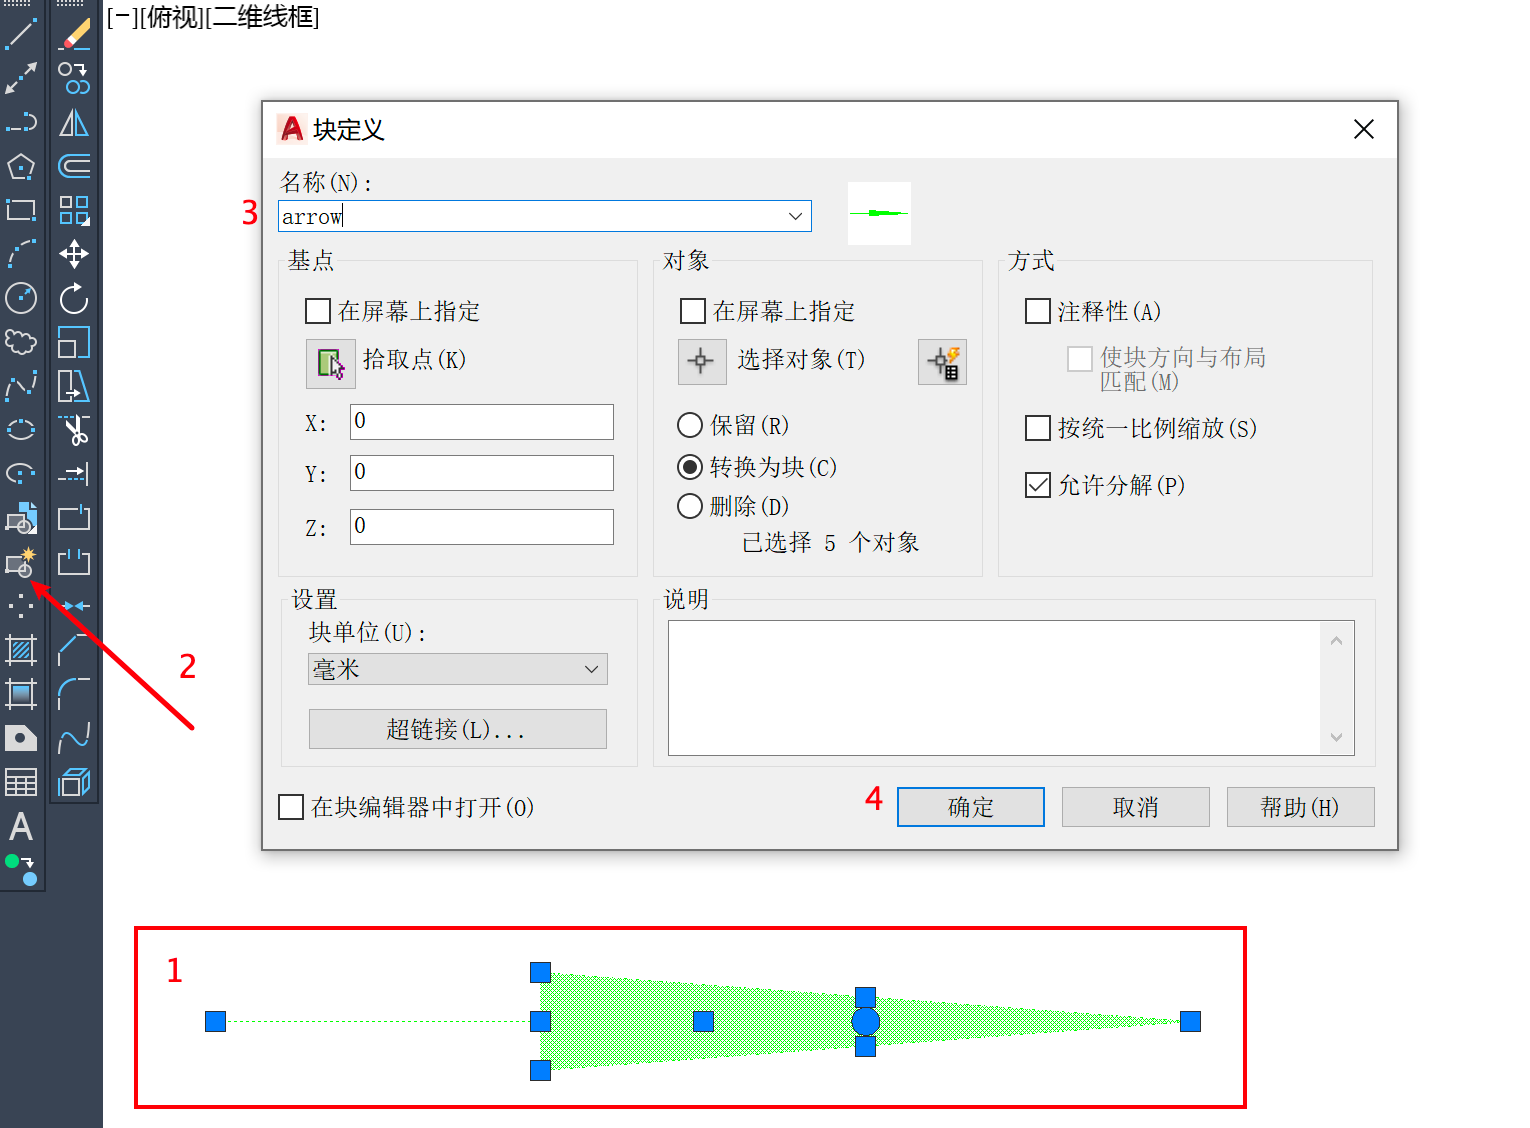 [−][俯视][二维线框]
块定义
名称(N):
3
arrow
基点
在屏幕上指定
拾取点(K)
X: 0
Y: 0
Z: 0
对象
在屏幕上指定
选择对象(T)
保留(R)
转换为块(C)
删除(D)
已选择 5 个对象
方式
注释性(A)
使块方向与布局
匹配(M)
按统一比例缩放(S)
允许分解(P)
设置
块单位(U):
毫米
超链接(L)...
说明
2
在块编辑器中打开(O)
4
确定
取消
帮助(H)
A
1